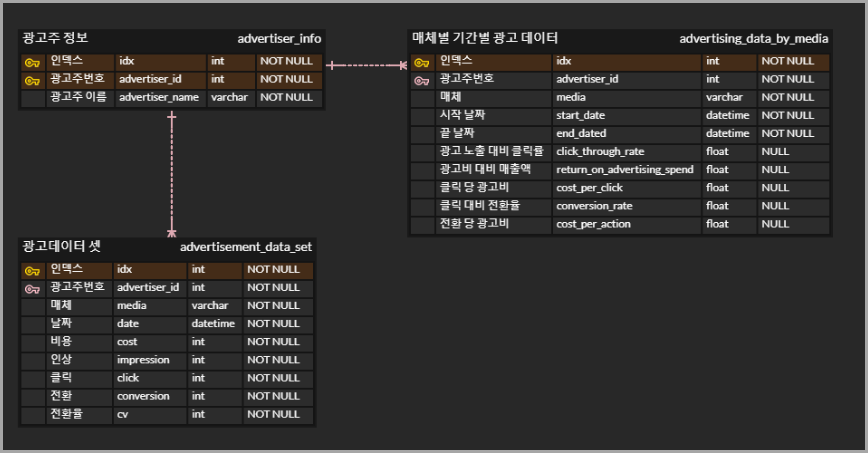 광고주 정보 advertiser_info
인덱스 idx int NOT NULL
광고주번호 advertiser_id int NOT NULL
광고주 이름 advertiser_name varchar NOT NULL
매체별 기간별 광고 데이터 advertising_data_by_media
인덱스 idx int NOT NULL
광고주번호 advertiser_id int NOT NULL
매체 media varchar NOT NULL
시작 날짜 start_date datetime NOT NULL
끝 날짜 end_dated datetime NOT NULL
광고 노출 대비 클릭률 click_through_rate float NULL
광고비 대비 매출액 return_on_advertising_spend float NULL
클릭 당 광고비 cost_per_click float NULL
클릭 대비 전환율 conversion_rate float NULL
전환 당 광고비 cost_per_action float NULL
광고데이터 셋 advertisement_data_set
인덱스 idx int NOT NULL
광고주번호 advertiser_id int NOT NULL
매체 media varchar NOT NULL
날짜 date datetime NOT NULL
비용 cost int NOT NULL
인상 impression int NOT NULL
클릭 click int NOT NULL
전환 conversion int NOT NULL
전환율 cv int NOT NULL